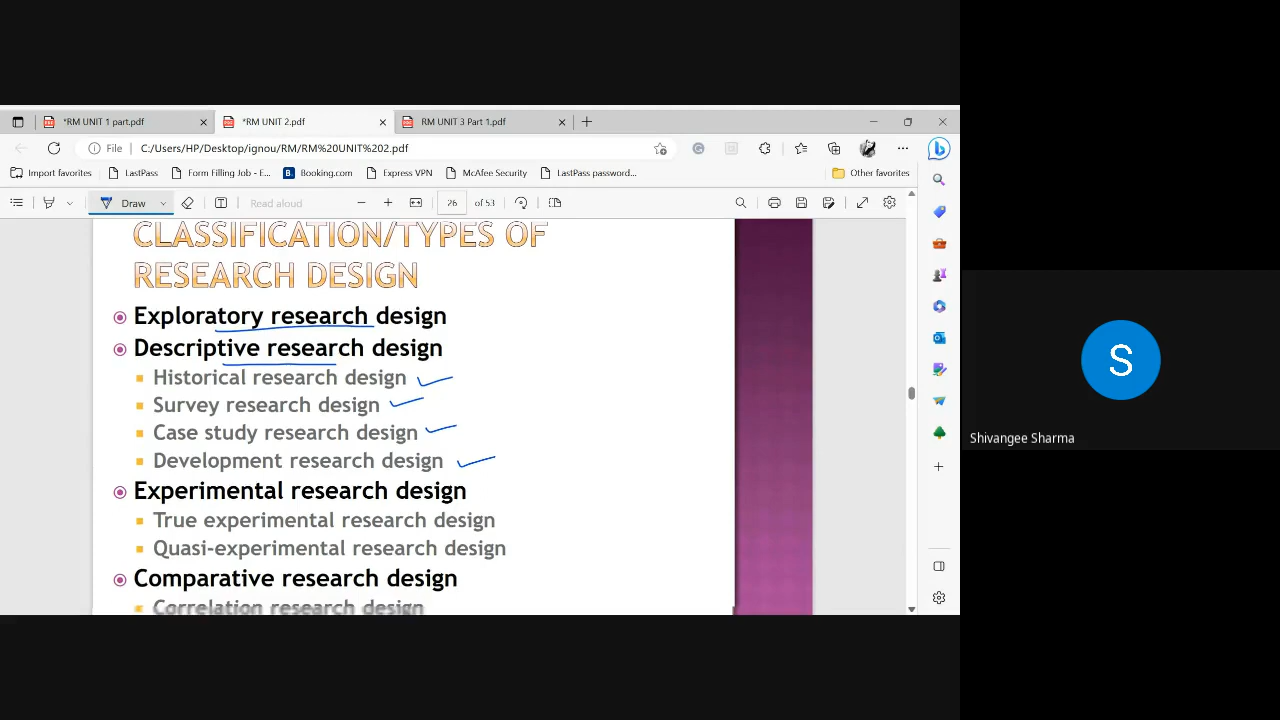 *RM UNIT 1 part.pdf
*RM UNIT 2.pdf
RM UNIT 3 Part 1.pdf
File
C:/Users/HP/Desktop/ignou/RM/RM%20UNIT%202.pdf
Import favorites
LastPass
Form Filling Job - E...
Booking.com
Express VPN
McAfee Security
LastPass password...
Other favorites
Draw
Read aloud
26
of 53
CLASSIFICATION/TYPES OF
RESEARCH DESIGN
Exploratory research design
Descriptive research design
Historical research design
Survey research design
Case study research design
Development research design
Experimental research design
True experimental research design
Quasi-experimental research design
Comparative research design
Correlation research design
S
Shivangee Sharma